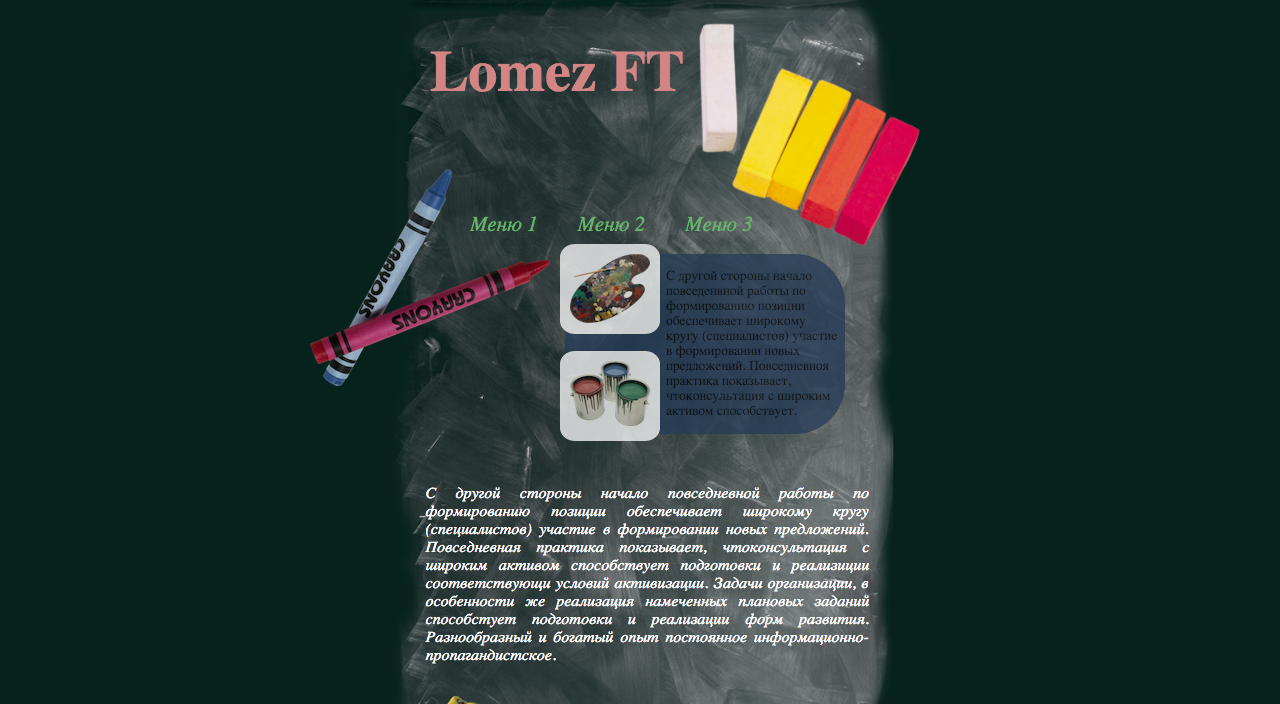 Lomez FT
Меню 1 Меню 2 Меню 3
CRAYONS
CRAYONS
С другой стороны начало
повседенвной работы по
формированию позиции
обеспечивает широкому
кругу (специалистов) участие
в формировании новых
предложений. Повседневноя
практика показывает,
чтоконсультация с широким
активом способствует.
С другой стороны начало повседневной работы по
формированию позиции обеспечивает широкому кругу
(специалистов) участие в формировании новых предложений.
Повседневная практика показывает, чтоконсультация с
широким активом способствует подготовки и реализиции
соответствующи условий активизации. Задачи организации, в
особенности же реализация намеченных плановых заданий
способстует подготовки и реализации форм развития.
Разнообразный и богатый опыт постоянное информационно-
пропагандистское.